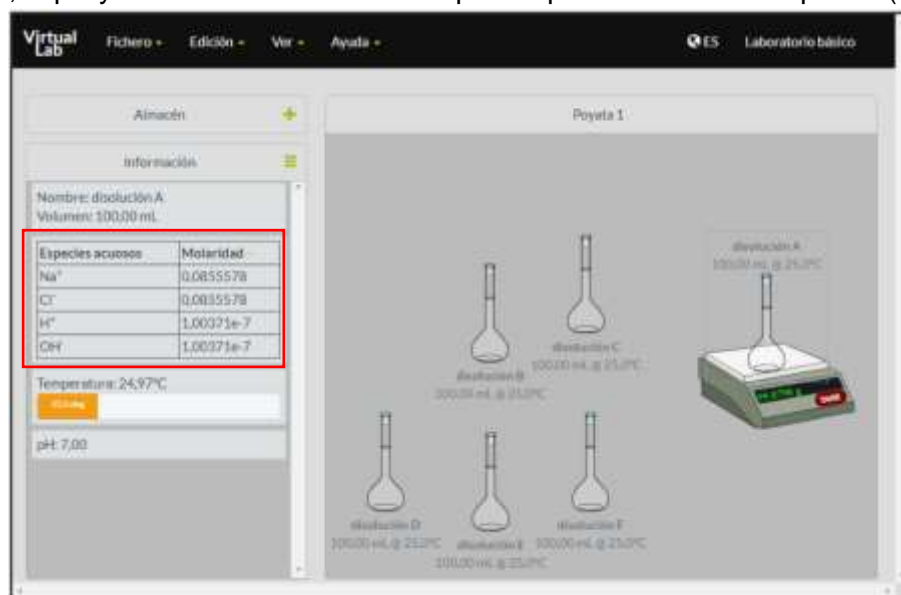 Virtual Lab Fichero Edición Ver Ayuda ES Laboratorio básico
Almacén
Poyata 1
Información
Nombre: disolución A
Volumen: 100,00 mL
Especies acuosos Molaridad
Na⁺ 0,0855578
Cl⁻ 0,0855578
H⁺ 1,00371e-7
OH⁻ 1,00371e-7
Temperatura: 24,97°C
pH: 7,00
disolución A
100,00 mL @ 25,0°C
disolución C
100,00 mL @ 25,0°C
disolución B
100,00 mL @ 25,0°C
disolución D
100,00 mL @ 25,0°C
disolución E
100,00 mL @ 25,0°C
disolución F
100,00 mL @ 25,0°C